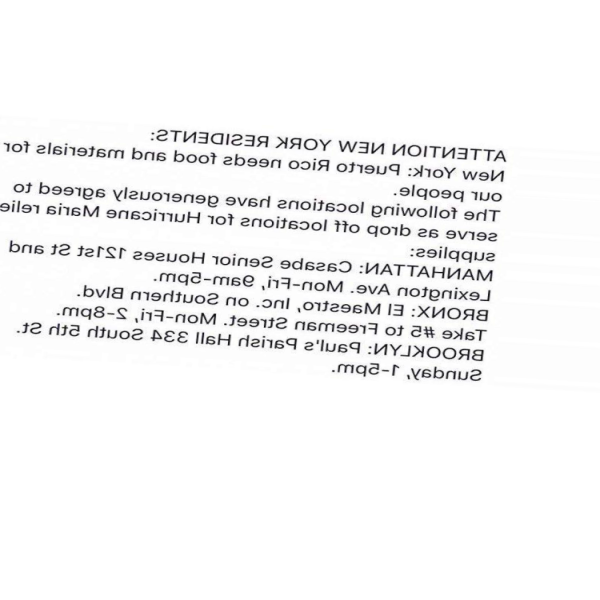 ATTENTION NEW YORK RESIDENTS:
New York: Puerto Rico needs food and materials for
our people.
The following locations have generously agreed to
serve as drop off locations for Hurricane Maria relie
supplies:
MANHATTAN: Casabe Senior Houses 121st St and
Lexington Ave. Mon-Fri, 9am-5pm.
BRONX: El Maestro, Inc. on Southern Blvd.
Take #5 to Freeman Street. Mon-Fri, 2-8pm.
BROOKLYN: Paul's Parish Hall 334 South 5th St.
Sunday, 1-5pm.